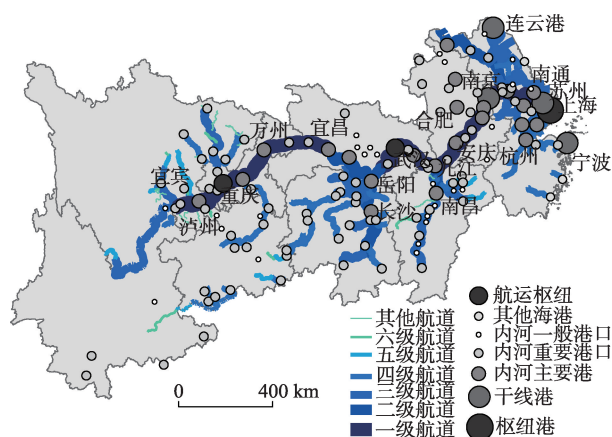 连云港
南京
南通
苏州
上海
合肥
万州
宜昌
安庆
杭州
宁波
宜宾
重庆
岳阳
泸州
长沙
南昌
其他航道
六级航道
五级航道
四级航道
三级航道
二级航道
一级航道
航运枢纽
其他海港
内河一般港口
内河重要港口
内河主要港
干线港
枢纽港
0
400 km